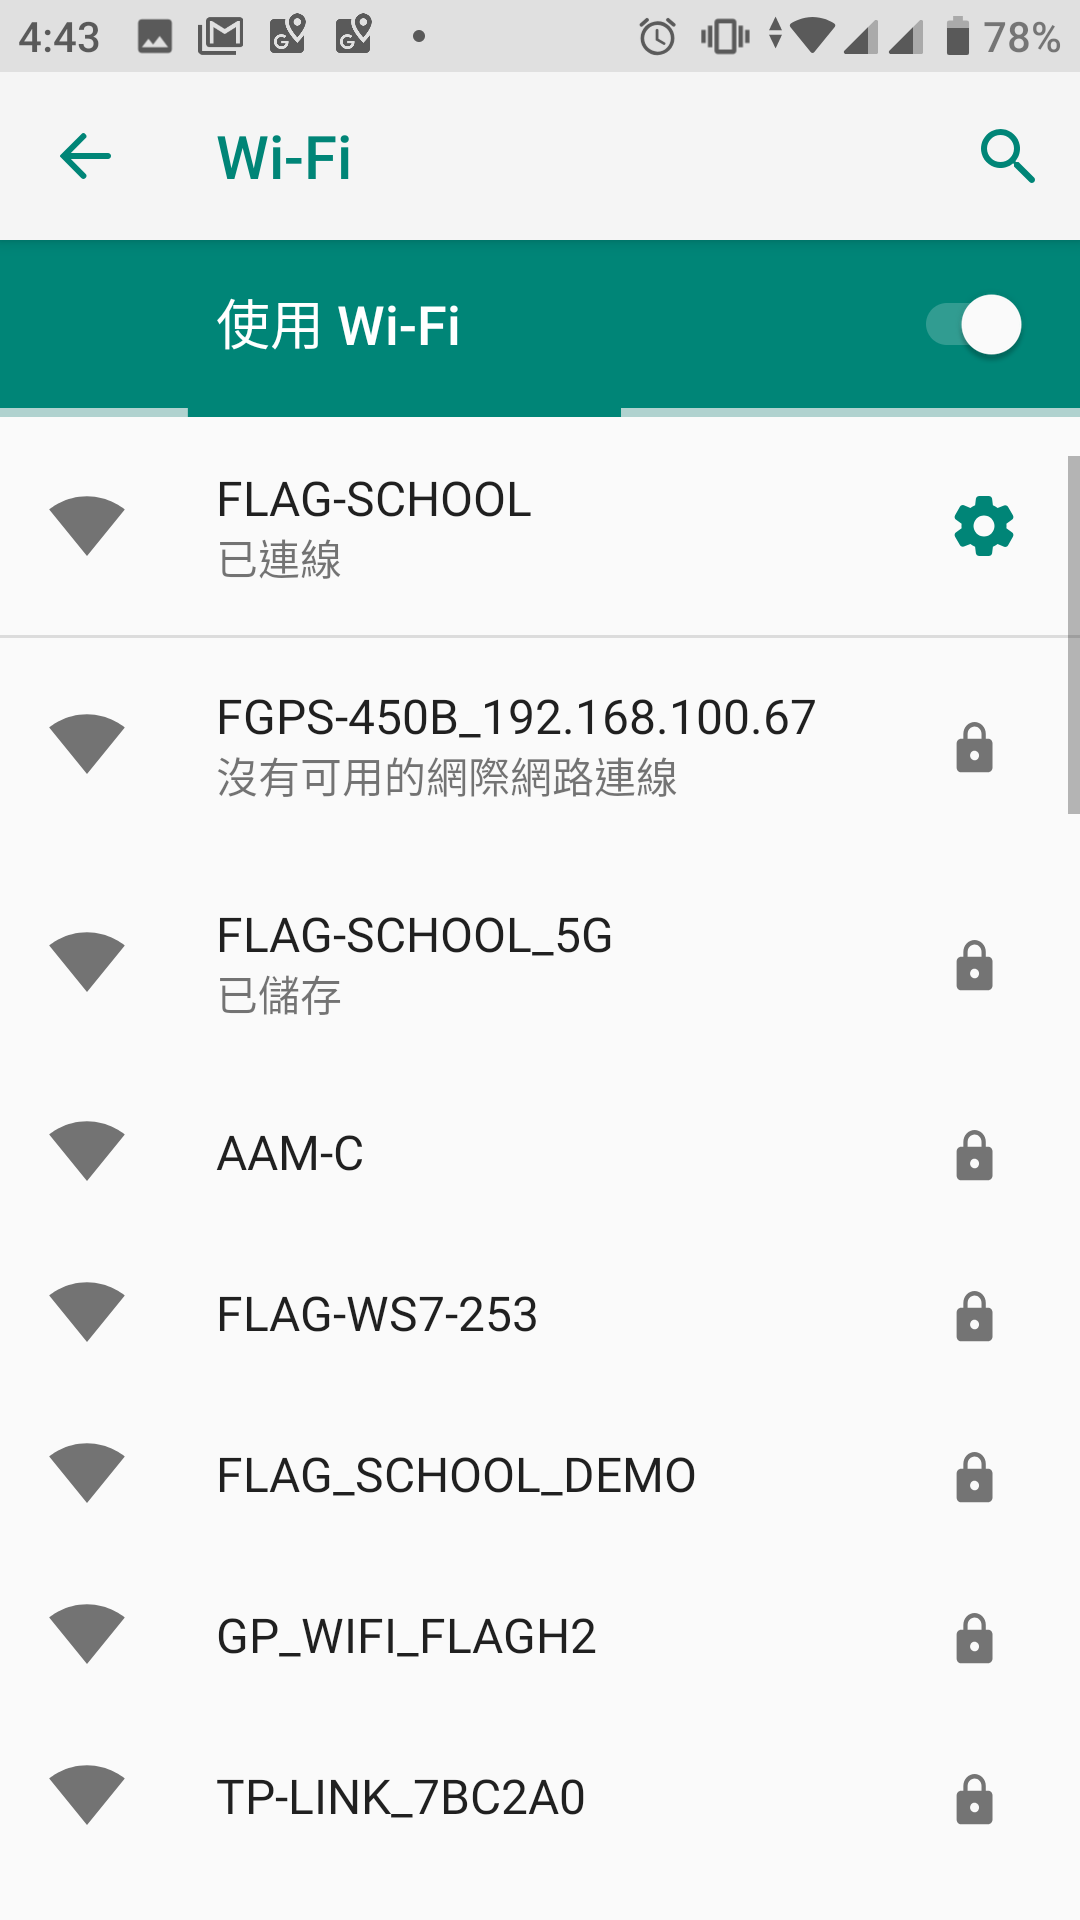 4:43 78%
Wi-Fi
使用 Wi-Fi
FLAG-SCHOOL
已連線
FGPS-450B_192.168.100.67
沒有可用的網際網路連線
FLAG-SCHOOL_5G
已儲存
AAM-C
FLAG-WS7-253
FLAG_SCHOOL_DEMO
GP_WIFI_FLAGH2
TP-LINK_7BC2A0